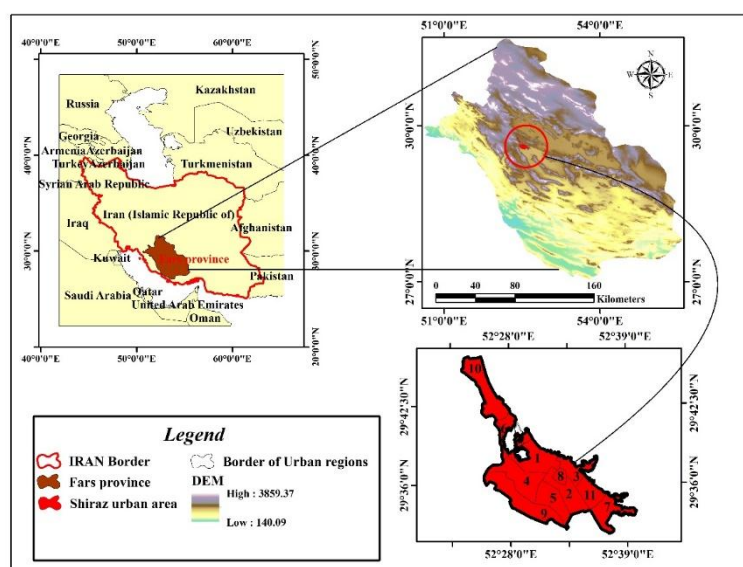 40°0'0"E 50°0'0"E 60°0'0"E
50°0'0"N
40°0'0"N
30°0'0"N
20°0'0"N
Kazakhstan
Russia
Uzbekistan
Georgia
Armenia Azerbaijan
Turkey Azerbaijan
Turkmenistan
Syrian Arab Republic
Iran (Islamic Republic of)
Afghanistan
Iraq
Kuwait
Fars province
Pakistan
Saudi Arabia
Qatar
United Arab Emirates
Oman
30°0'0"N
40°0'0"E 50°0'0"E 60°0'0"E
51°0'0"E 54°0'0"E
N
W E
S
30°0'0"N
30°0'0"N
27°0'0"N
27°0'0"N
0 20 40 80 120 160
Kilometers
51°0'0"E 54°0'0"E
52°28'0"E 52°39'0"E
29°42'30"N
29°36'0"N
29°42'30"N
29°36'0"N
10
1
8
3
4
2
11
5
7
9
52°28'0"E 52°39'0"E
Legend
IRAN Border
Fars province
Shiraz urban area
Border of Urban regions
DEM
High : 3859.37
Low : 140.09